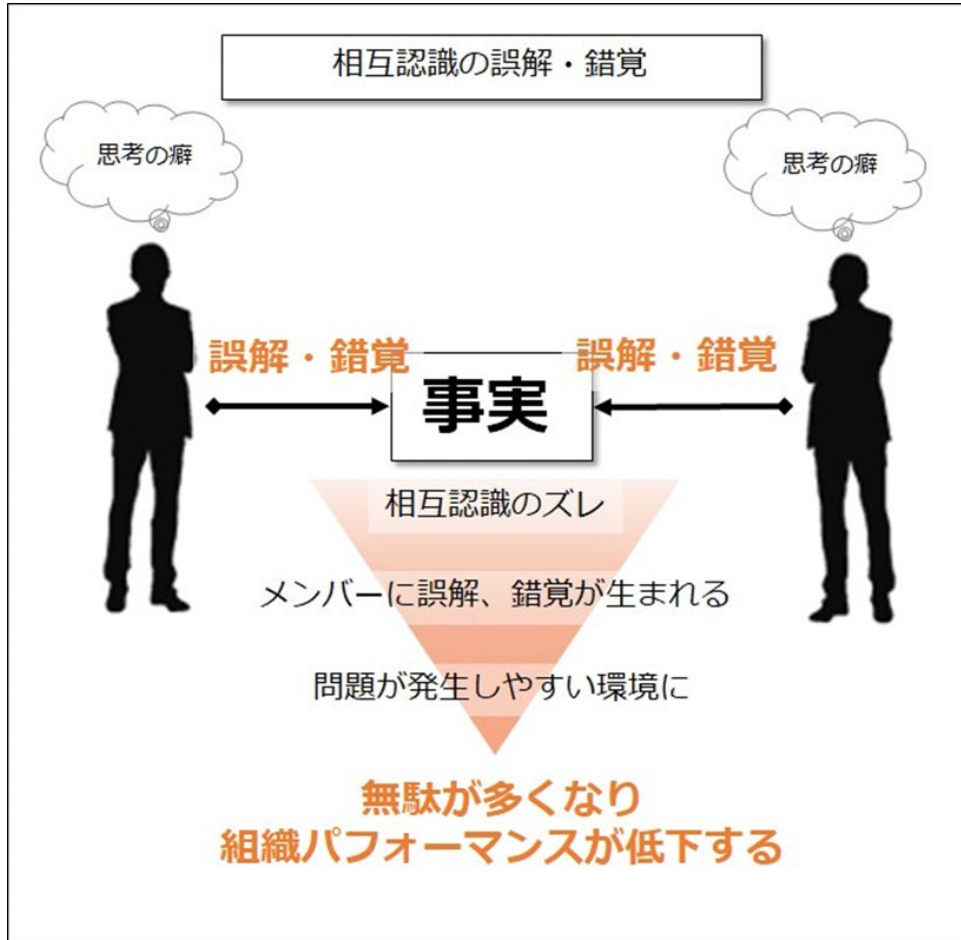 相互認識の誤解・錯覚
思考の癖
思考の癖
誤解・錯覚
誤解・錯覚
事実
相互認識のズレ
メンバーに誤解、錯覚が生まれる
問題が発生しやすい環境に
無駄が多くなり
組織パフォーマンスが低下する